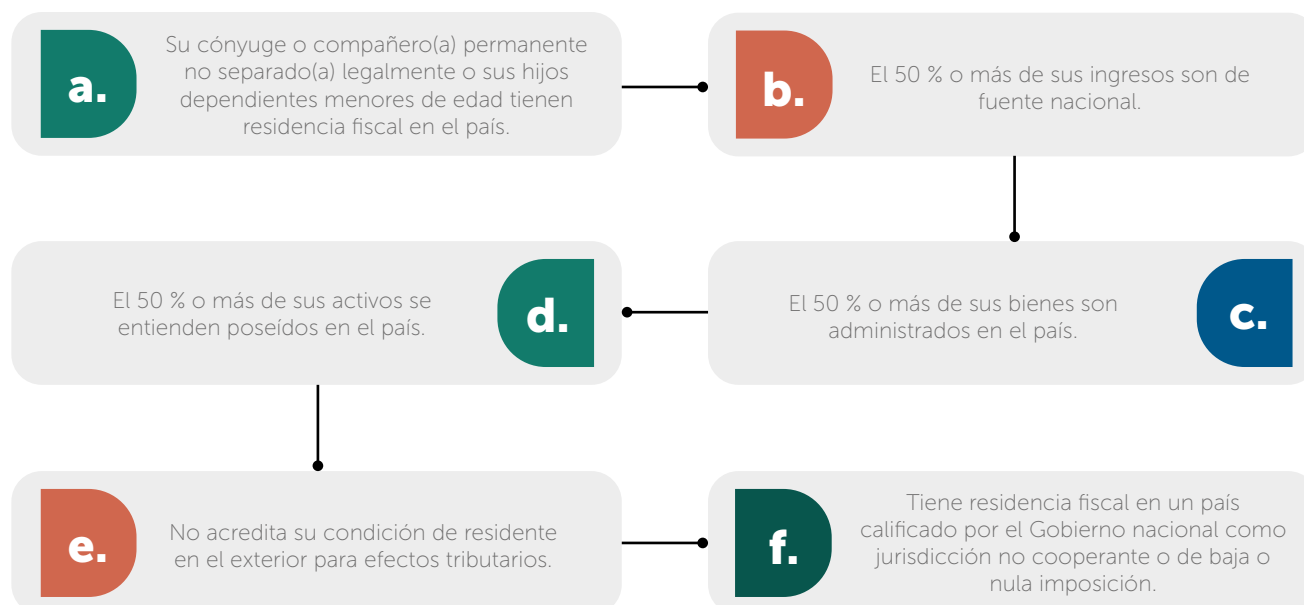 a.
Su cónyuge o compañero(a) permanente
no separado(a) legalmente o sus hijos
dependientes menores de edad tienen
residencia fiscal en el país.
b.
El 50 % o más de sus ingresos son de
fuente nacional.
c.
El 50 % o más de sus bienes son
administrados en el país.
d.
El 50 % o más de sus activos se
entienden poseídos en el país.
e.
No acredita su condición de residente
en el exterior para efectos tributarios.
f.
Tiene residencia fiscal en un país
calificado por el Gobierno nacional como
jurisdicción no cooperante o de baja o
nula imposición.